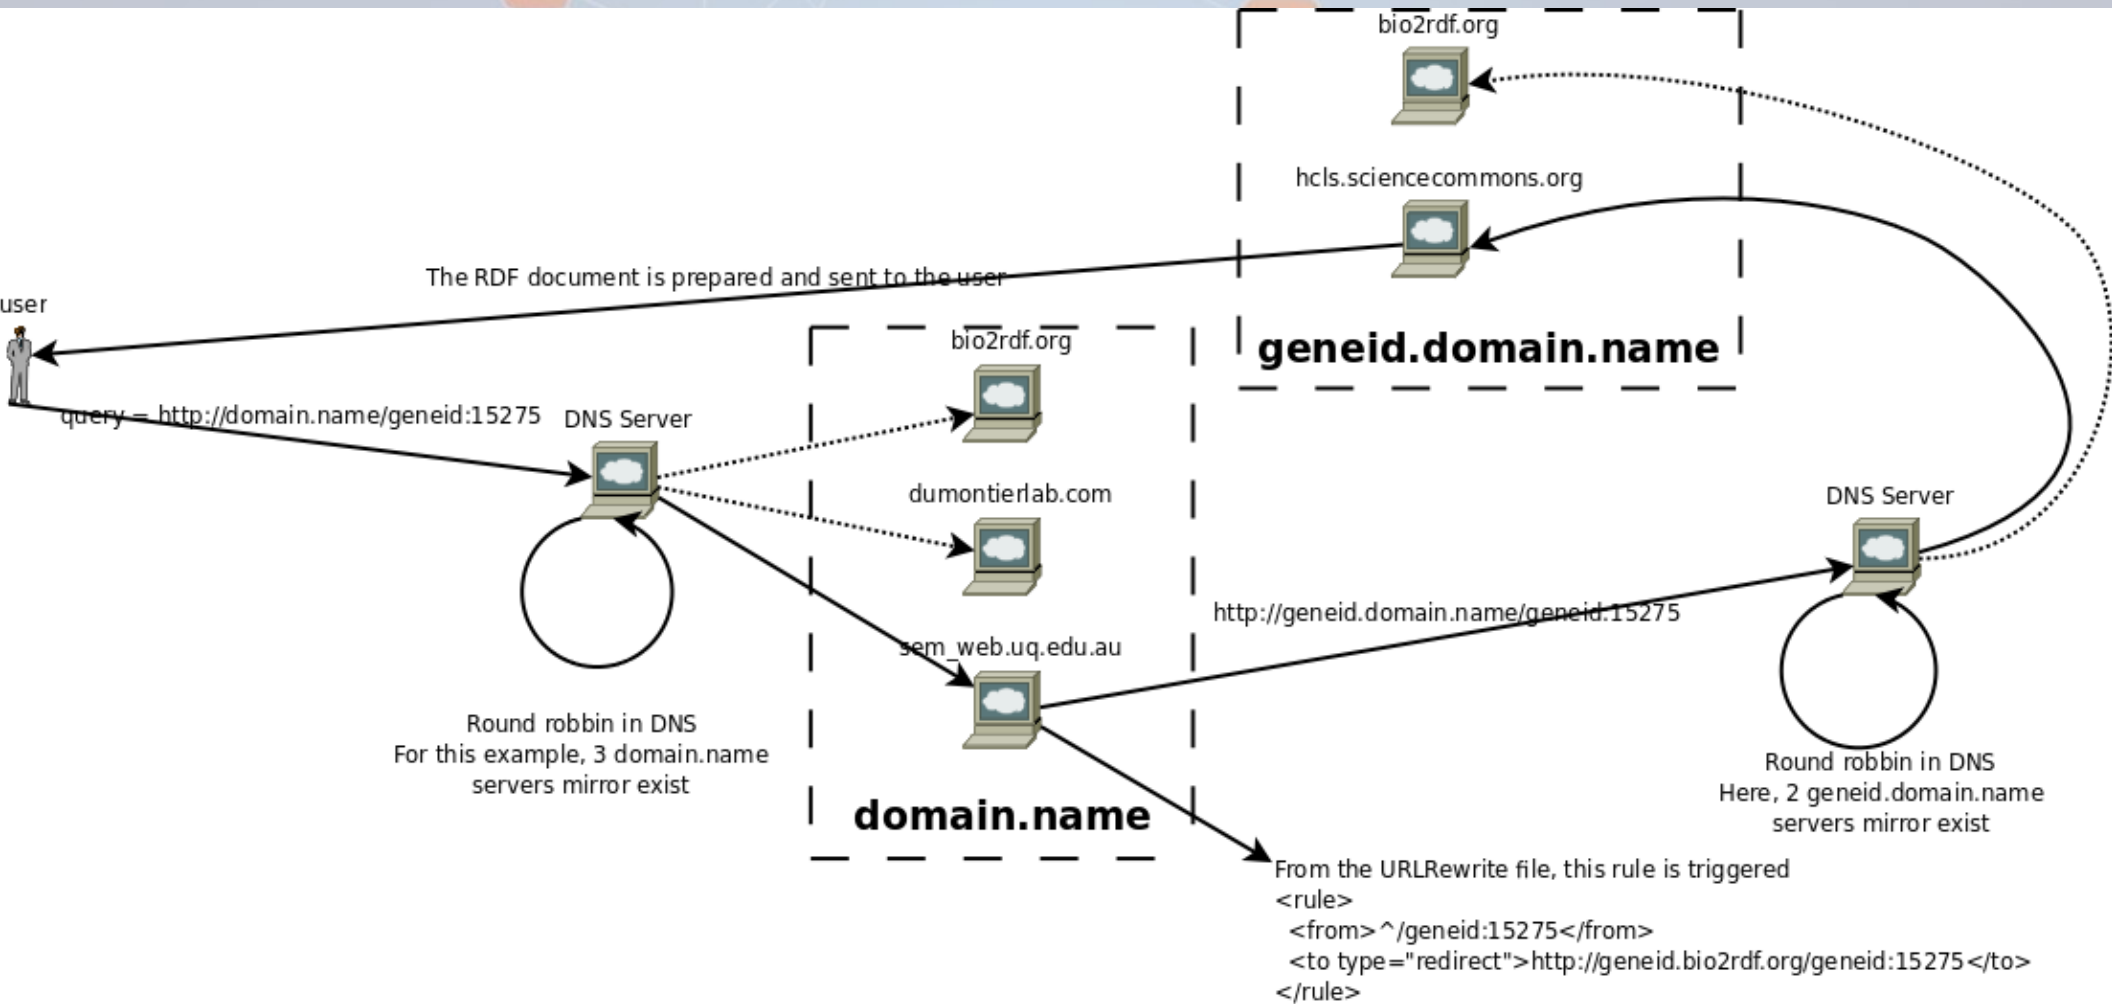 bio2rdf.org
hcls.sciencecommons.org
The RDF document is prepared and sent to the user
user
bio2rdf.org
geneid.domain.name
query = http://domain.name/geneid:15275
DNS Server
dumontierlab.com
DNS Server
http://geneid.domain.name/geneid:15275
sem_web.uq.edu.au
Round robbin in DNS
For this example, 3 domain.name
servers mirror exist
Round robbin in DNS
Here, 2 geneid.domain.name
servers mirror exist
domain.name
From the URLRewrite file, this rule is triggered
<rule>
<from>^/geneid:15275</from>
<to type="redirect">http://geneid.bio2rdf.org/geneid:15275</to>
</rule>